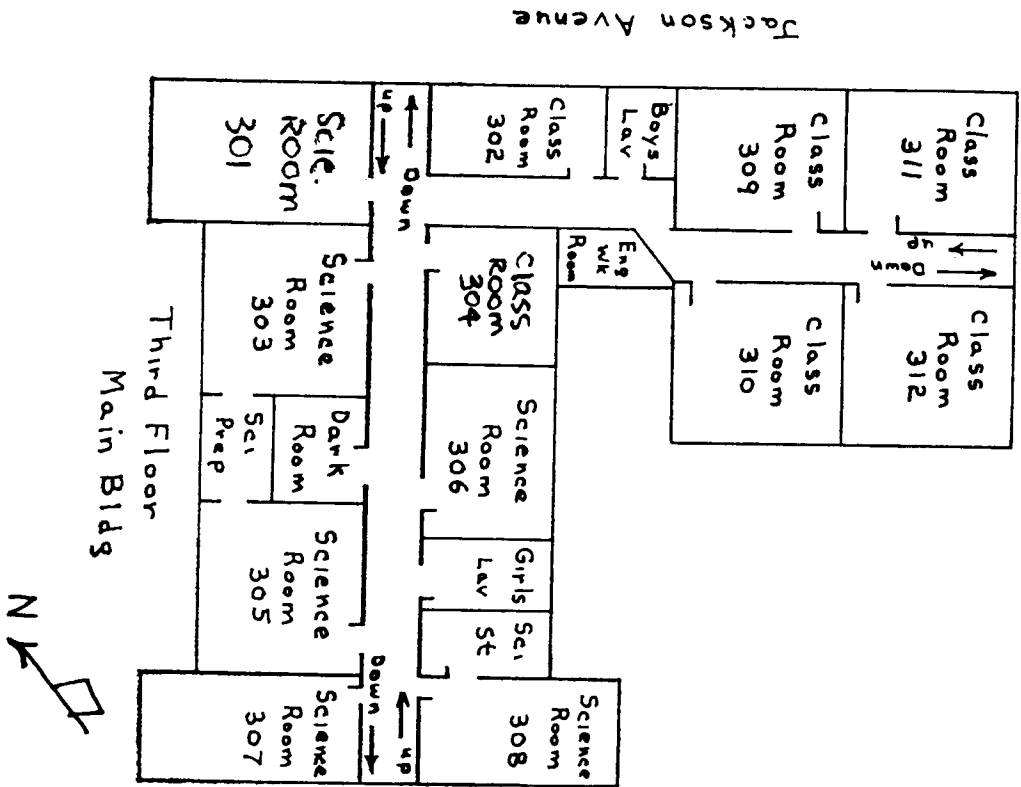 Jackson Avenue
Scie.
ROOM
301
up
Down
Class
Room
302
Boys
Lav
Class
Room
309
Class
Room
311
up
Down
Science
Room
303
Class
ROOM
304
Eng
Wk
Room
Class
Room
310
Class
Room
312
Dark
Room
Sci
Prep
Science
Room
306
Science
Room
305
Girls
Lav
Sci
St
Down
up
Science
Room
307
Science
Room
308
Third Floor
Main Bldg
N